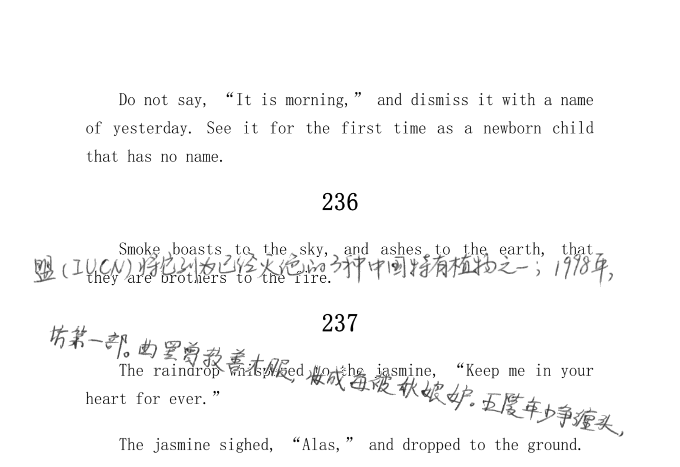 Do not say, “It is morning,” and dismiss it with a name
of yesterday. See it for the first time as a newborn child
that has no name.
236
Smoke boasts to the sky, and ashes to the earth, that
盟(IUCN)将它列为已经灭绝的3种中国特有植物之一；1998年,
they are brothers to the fire.
237
坊第一部。曲罢曾教善才服，妆成每被秋娘妒。五陵年少争缠头,
The raindrop whispered to the jasmine, “Keep me in your
heart for ever.”
The jasmine sighed, “Alas,” and dropped to the ground.